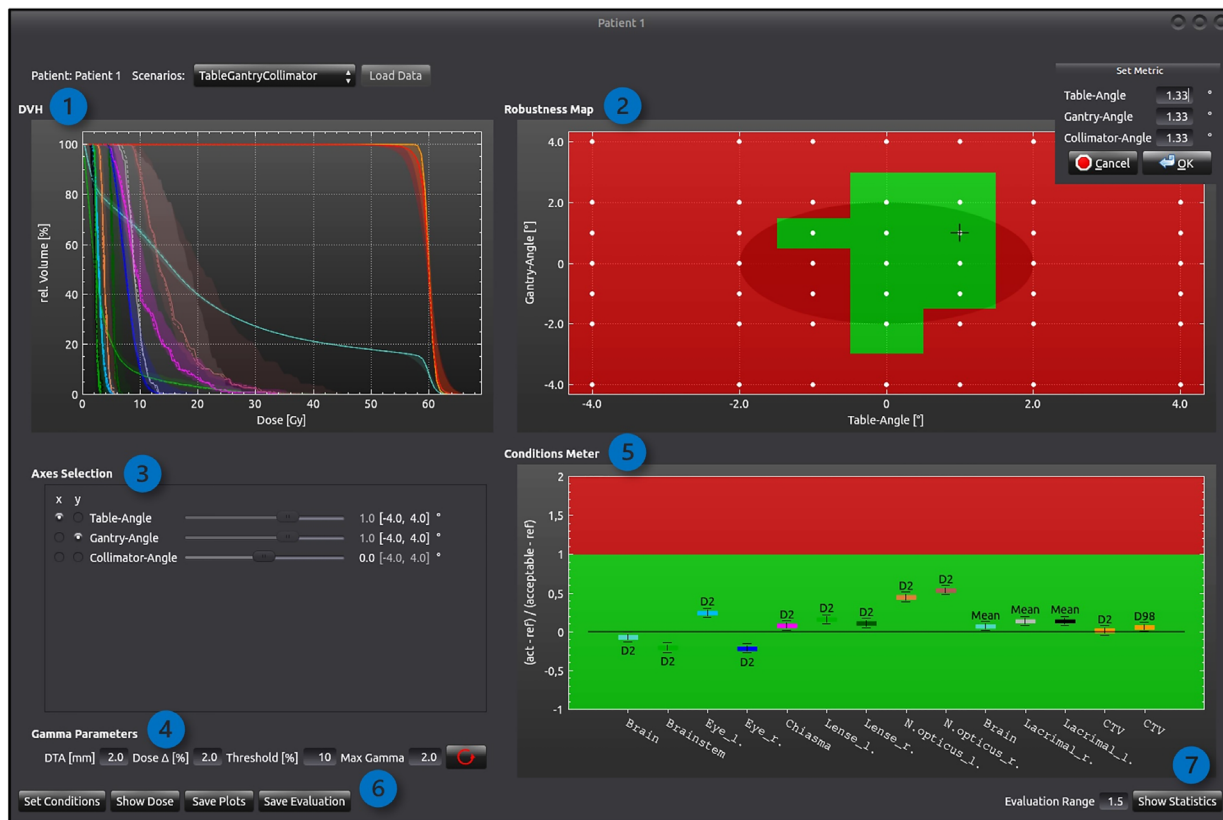 Patient 1
Patient: Patient 1 Scenarios: TableGantryCollimator Load Data
Set Metric
Table-Angle 1.33 °
Gantry-Angle 1.33 °
Collimator-Angle 1.33 °
Cancel OK
DVH 1
100
80
60
40
20
0
rel. Volume [%]
0 10 20 30 40 50 60
Dose [Gy]
Robustness Map 2
4.0
2.0
0
-2.0
-4.0
Gantry-Angle [°]
-4.0 -2.0 0 2.0 4.0
Table-Angle [°]
Axes Selection 3
x y
Table-Angle 1.0 [-4.0, 4.0] °
Gantry-Angle 1.0 [-4.0, 4.0] °
Collimator-Angle 0.0 [-4.0, 4.0] °
Gamma Parameters 4
DTA [mm] 2.0 Dose Δ [%] 2.0 Threshold [%] 10 Max Gamma 2.0
Conditions Meter 5
2
1
0,5
0
-0,5
-1
(act - ref) / (acceptable - ref)
D2 D2 D2 D2 D2 D2 D2 D2 D2 Mean Mean Mean D2 D98
Brain
Brainstem
Eye_l.
Eye_r.
Chiasma
Lense_l.
Lense_r.
N.opticus_l.
N.opticus_r.
Brain
Lacrimal_r.
Lacrimal_l.
CTV
CTV
6
Set Conditions Show Dose Save Plots Save Evaluation
7
Evaluation Range 1.5 Show Statistics